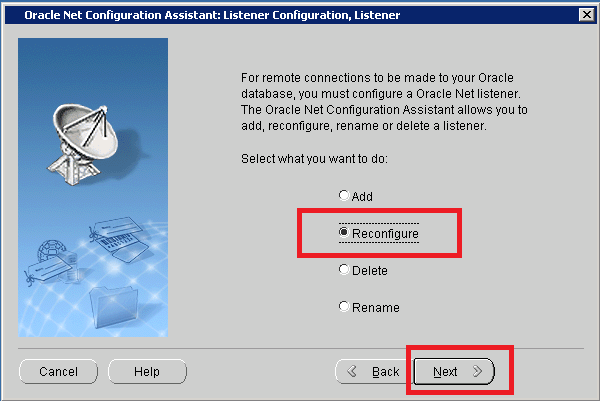 Oracle Net Configuration Assistant: Listener Configuration, Listener
For remote connections to be made to your Oracle
database, you must configure a Oracle Net listener.
The Oracle Net Configuration Assistant allows you to
add, reconfigure, rename or delete a listener.
Select what you want to do:
Add
Reconfigure
Delete
Rename
Cancel
Help
Back
Next